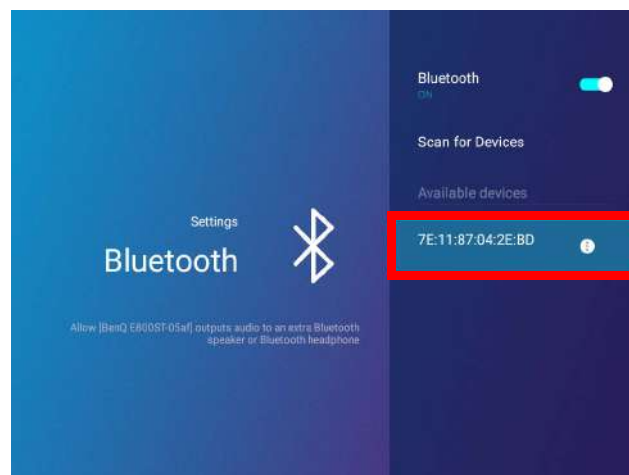 Settings
Bluetooth
Allow [BenQ E800ST-05af] outputs audio to an extra Bluetooth
speaker or Bluetooth headphone
Bluetooth
ON
Scan for Devices
Available devices
7E:11:87:04:2E:BD